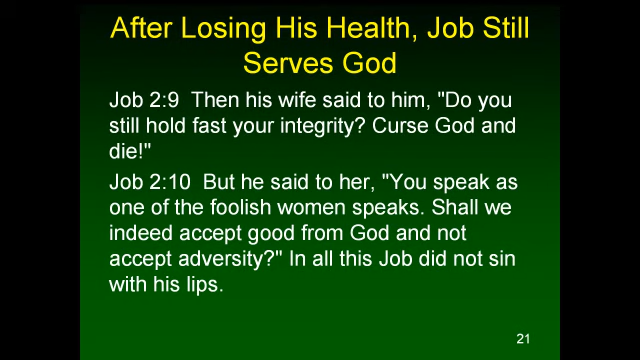 After Losing His Health, Job Still
Serves God
Job 2:9  Then his wife said to him, "Do you
still hold fast your integrity? Curse God and
die!"
Job 2:10  But he said to her, "You speak as
one of the foolish women speaks. Shall we
indeed accept good from God and not
accept adversity?" In all this Job did not sin
with his lips.
21